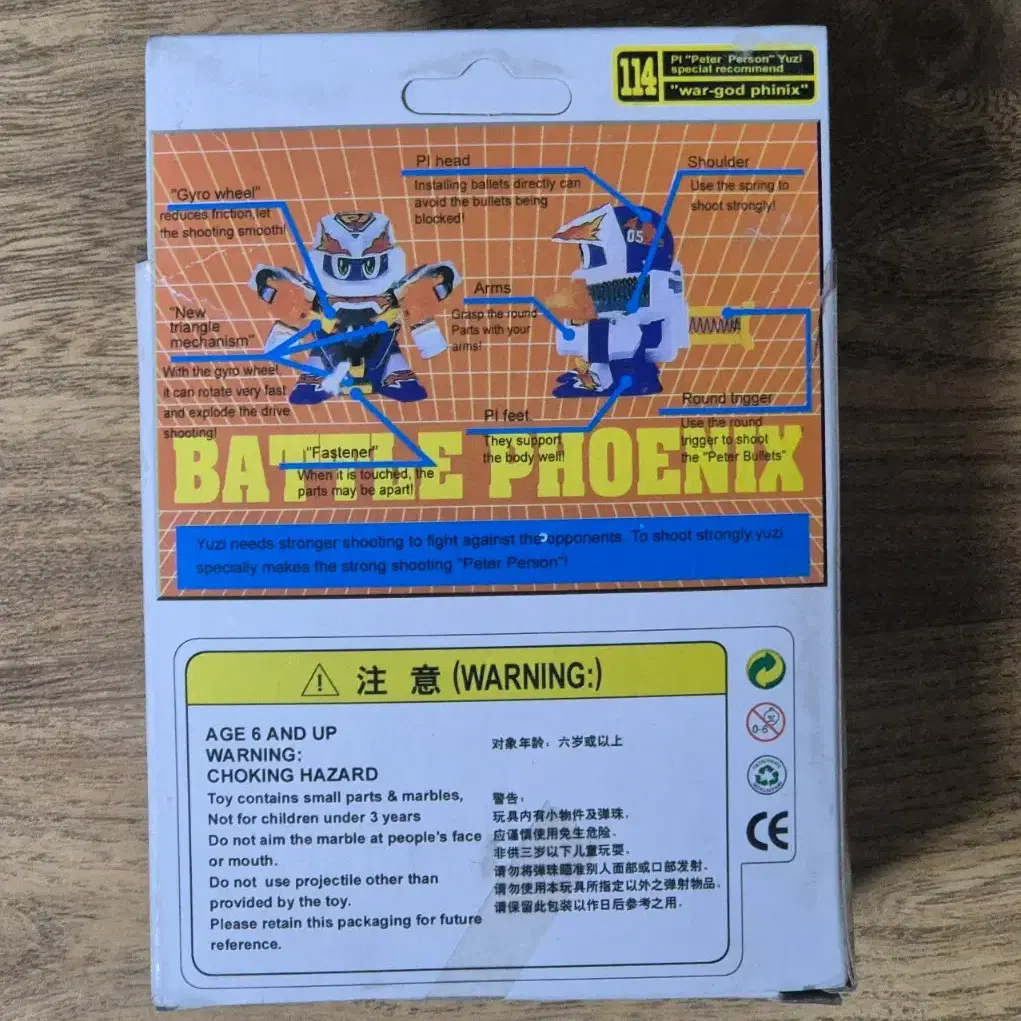 114
PI "Peter Person" Yuzi
special recommend
"war-god phinix"
PI head
Installing ballets directly can
avoid the bullets being
blocked!
Shoulder
Use the spring to
shoot strongly!
"Gyro wheel"
reduces friction,let
the shooting smooth!
05
Arms
Grasp the round
Parts with your
arms!
"New
triangle
mechanism"
With the gyro wheel,
it can rotate very fast
and explode the drive
shooting!
PI feet
They support
the body well!
Round trigger
Use the round
trigger to shoot
the "Peter Bullets"
"Fastener"
When it is touched, the
parts may be apart!
BATTLE PHOENIX
Yuzi needs stronger shooting to fight against the opponents. To shoot strongly,yuzi
specially makes the strong shooting "Peter Person"!
注 意 (WARNING:)
AGE 6 AND UP
WARNING:
CHOKING HAZARD
Toy contains small parts & marbles,
Not for children under 3 years
Do not aim the marble at people's face
or mouth.
Do not use projectile other than
provided by the toy.
Please retain this packaging for future
reference.
对象年龄：六岁或以上
警告：
玩具内有小物件及弹珠，
应谨慎使用免生危险。
非供三岁以下儿童玩耍。
请勿将弹珠瞄准别人面部或口部发射。
请勿使用本玩具所指定以外之弹射物品。
请保留此包装以作日后参考之用。
0-6
CE